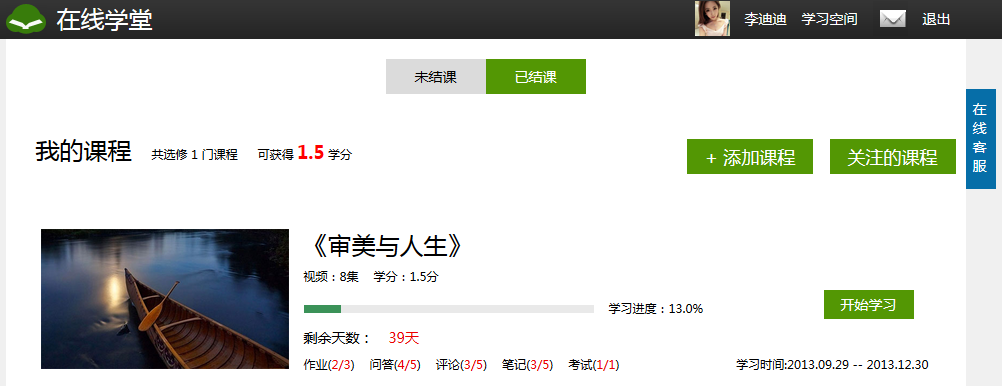 在线学堂 李迪迪 学习空间 退出
未结课 已结课
在线客服
我的课程 共选修 1 门课程 可获得 1.5 学分 + 添加课程 关注的课程
《审美与人生》
视频：8集 学分：1.5分
学习进度：13.0% 开始学习
剩余天数： 39天
作业(2/3) 问答(4/5) 评论(3/5) 笔记(3/5) 考试(1/1) 学习时间:2013.09.29 -- 2013.12.30